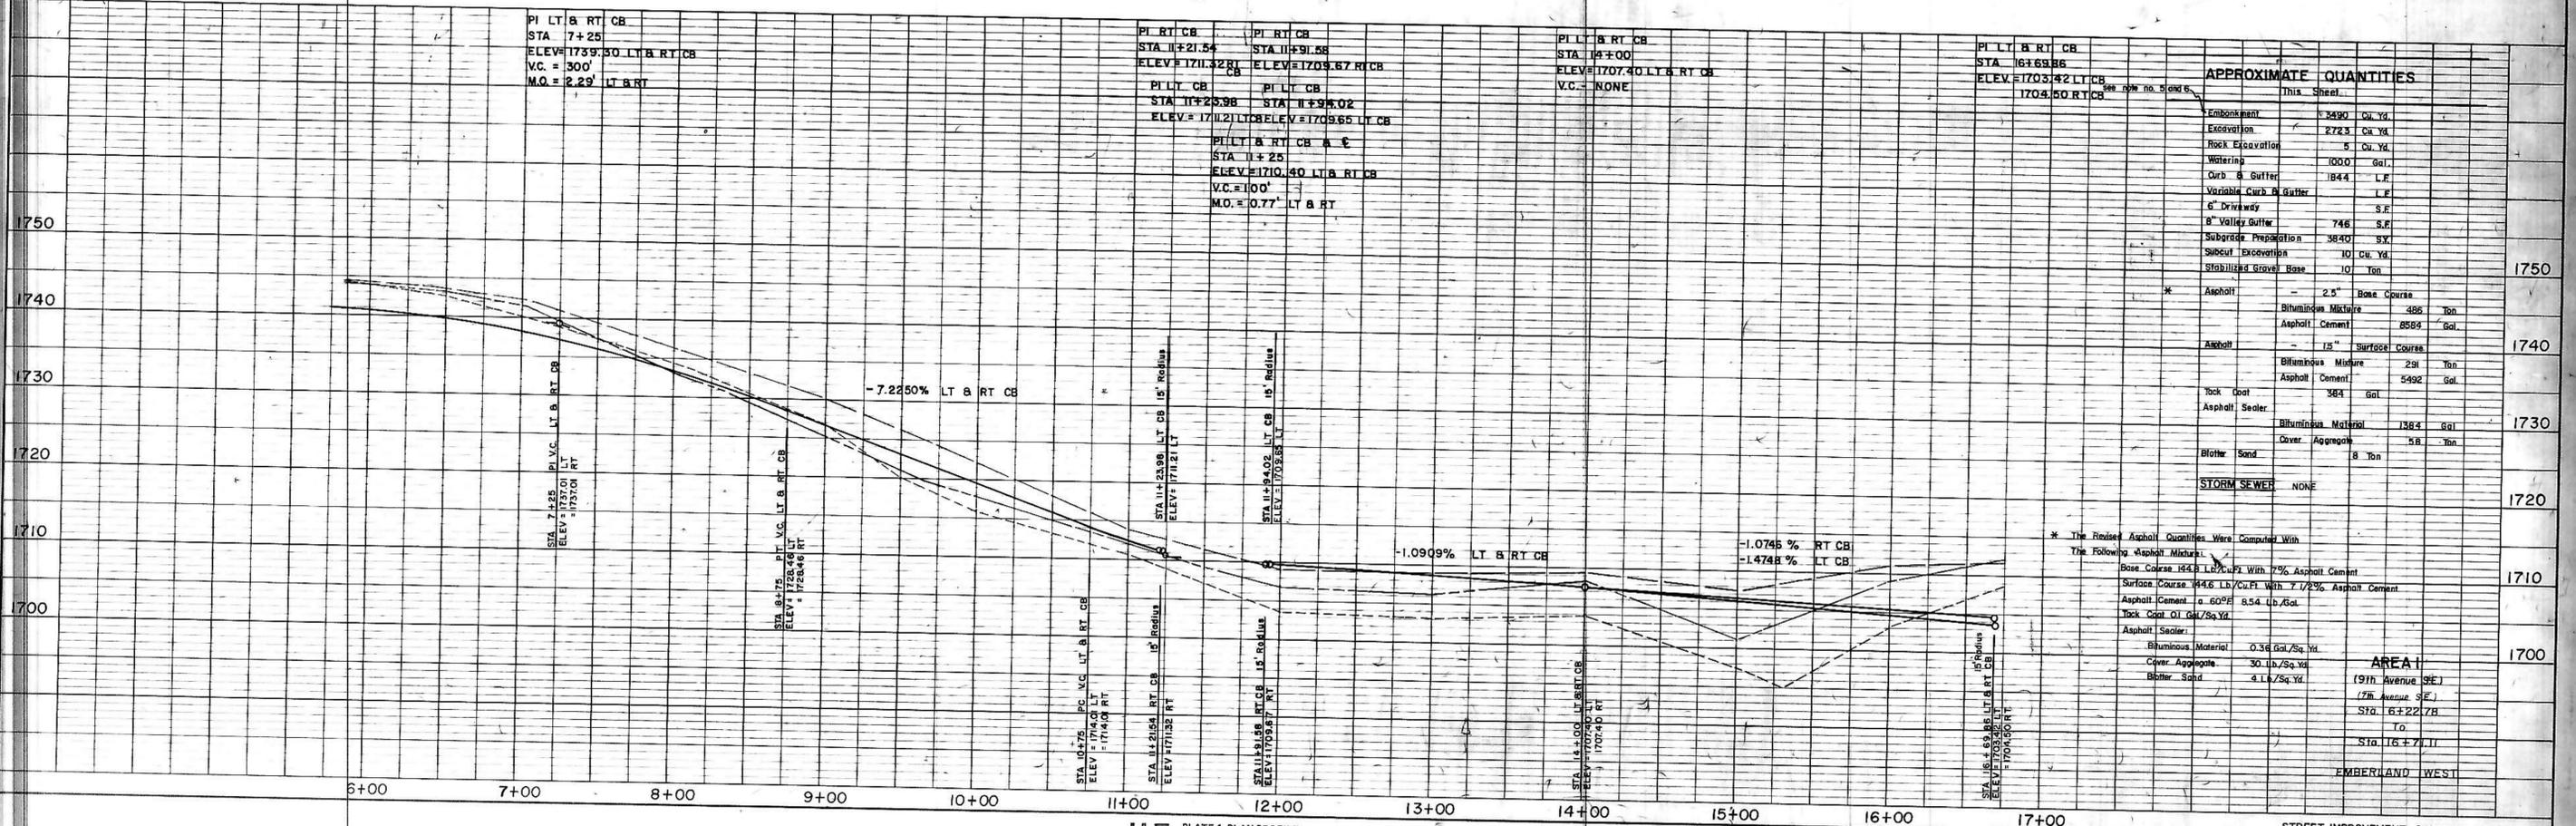 PI LT & RT CB
STA 7+25
ELEV= 1739.30 LT & RT CB
V.C. = 300'
M.O. = 2.29' LT & RT
PI RT CB
STA 11+21.54
ELEV= 1711.32 RT CB
PI RT CB
STA 11+91.58
ELEV= 1709.67 RT CB
PI LT CB
STA 11+23.98
ELEV= 1711.21 LT CB
PI LT CB
STA 11+94.02
ELEV= 1709.65 LT CB
PI LT & RT CB & ℄
STA 11+25
ELEV= 1710.40 LT & RT CB
V.C. = 100'
M.O. = 0.77' LT & RT
PI LT & RT CB
STA 14+00
ELEV= 1707.40 LT & RT CB
V.C. - NONE
PI LT & RT CB
STA 16+69.86
ELEV. = 1703.42 LT CB
1704.50 RT CB
see note no. 5 and 6
APPROXIMATE QUANTITIES
This Sheet
Embankment 3490 Cu. Yd.
Excavation 2723 Cu Yd
Rock Excavation 5 Cu. Yd.
Watering 1000 Gal.
Curb & Gutter 1844 L.F.
Variable Curb & Gutter L.F.
6" Driveway S.F.
8" Valley Gutter 746 S.F.
Subgrade Preparation 3840 S.Y.
Subcut Excavation 10 Cu. Yd.
Stabilized Gravel Base 10 Ton
* Asphalt - 2.5" Base Course
Bituminous Mixture 486 Ton
Asphalt Cement 8584 Gal.
Asphalt - 1.5" Surface Course
Bituminous Mixture 291 Ton
Asphalt Cement 5492 Gal.
Tack Coat 384 Gal
Asphalt Sealer
Bituminous Material 1384 Gal
Cover Aggregate 58 Ton
Blotter Sand 8 Ton
STORM SEWER NONE
* The Revised Asphalt Quantities Were Computed With
The Following Asphalt Mixture:
Base Course 144.8 Lb/Cu.Ft. With 7% Asphalt Cement
Surface Course 144.6 Lb/Cu.Ft. With 7 1/2% Asphalt Cement
Asphalt Cement @ 60°F 8.54 Lb/Gal.
Tack Coat 0.1 Gal/Sq.Yd.
Asphalt Sealer:
Bituminous Material 0.36 Gal./Sq. Yd.
Cover Aggregate 30 Lb/Sq. Yd.
Blotter Sand 4 Lb/Sq. Yd.
AREA I
(9th Avenue S.E.)
(7th Avenue S.E.)
Sta. 6+22.78
To
Sta. 16+71.11
EMBERLAND WEST
1750
1740
1730
1720
1710
1700
1750
1740
1730
1720
1710
1700
-7.2250% LT & RT CB
-1.0909% LT & RT CB
-1.0746 % RT CB
-1.4748 % LT CB
STA 7+25 PI V.C. LT & RT CB
ELEV = 1737.01 LT
= 1737.01 RT
STA 8+75 PT V.C. LT & RT CB
ELEV = 1728.46 LT
= 1728.46 RT
STA 10+75 PC V.C. LT & RT CB
ELEV = 1714.01 LT
= 1714.01 RT
STA 11+23.98 LT CB 15' Radius
ELEV= 1711.21 LT
STA 11+21.54 RT CB 15' Radius
ELEV = 1711.32 RT
STA 11+94.02 LT CB 15' Radius
ELEV= 1709.65 LT
STA 11+91.58 RT CB 15' Radius
ELEV= 1709.67 RT
STA 14+00 LT & RT CB
ELEV= 1707.40 LT
1707.40 RT
15' Radius
STA 16+69.86 LT & RT CB
ELEV= 1703.42 LT
= 1704.50 RT
6+00 7+00 8+00 9+00 10+00 11+00 12+00 13+00 14+00 15+00 16+00 17+00